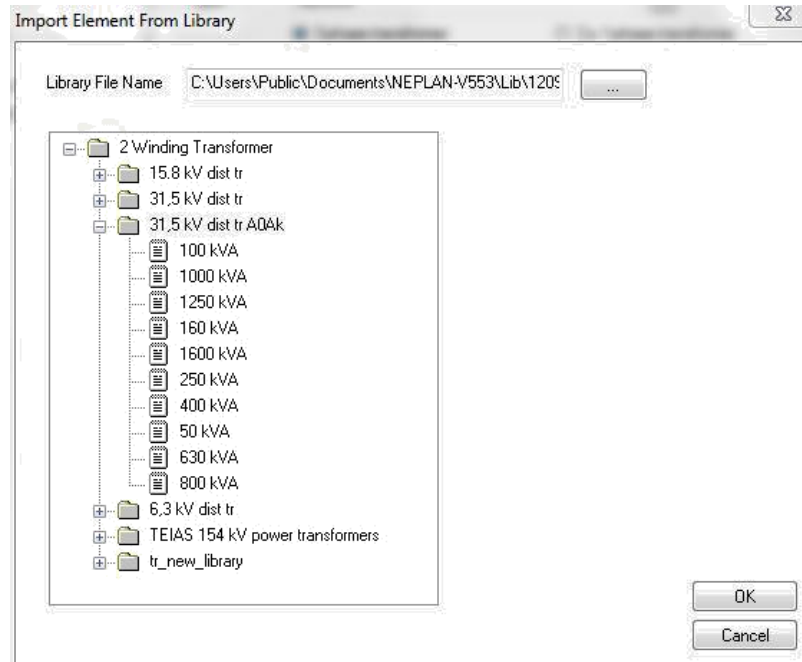 Import Element From Library
Library File Name C:\Users\Public\Documents\NEPLAN-V553\Lib\1209 ...
2 Winding Transformer
15.8 kV dist tr
31,5 kV dist tr
31,5 kV dist tr A0Ak
100 kVA
1000 kVA
1250 kVA
160 kVA
1600 kVA
250 kVA
400 kVA
50 kVA
630 kVA
800 kVA
6,3 kV dist tr
TEIAS 154 kV power transformers
tr_new_library
OK
Cancel